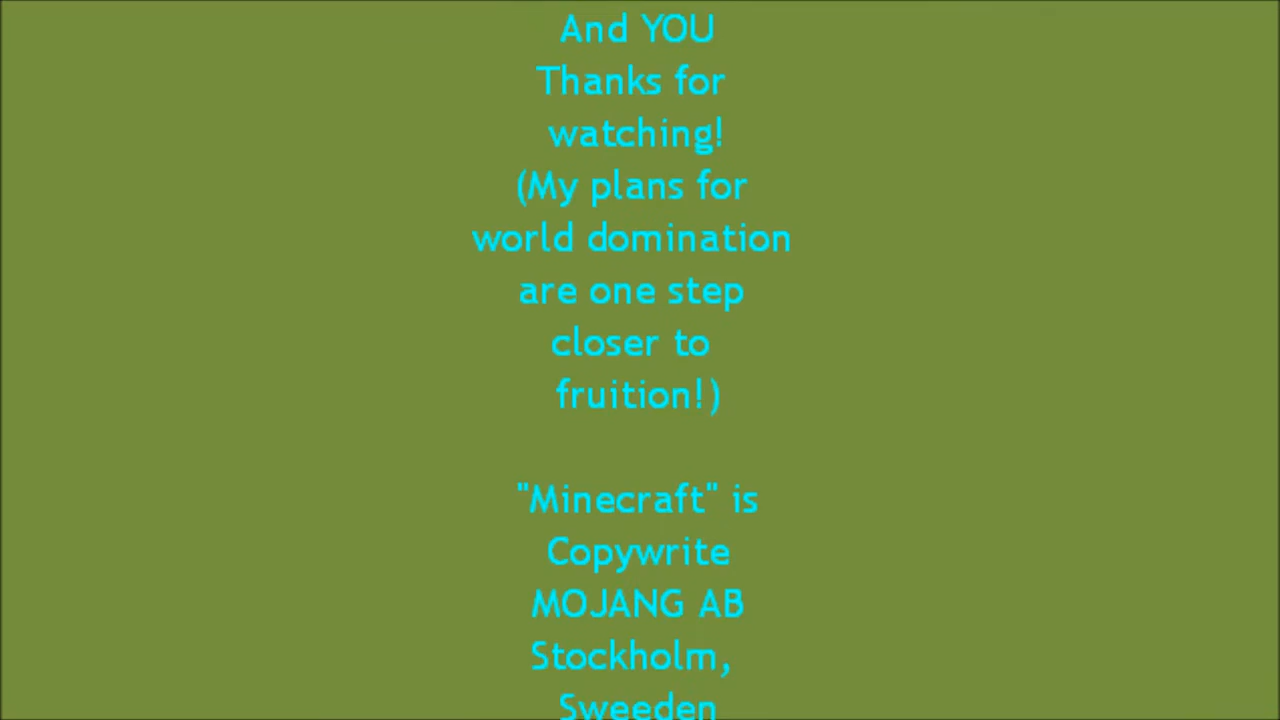 And YOU
Thanks for
watching!
(My plans for
world domination
are one step
closer to
fruition!)
"Minecraft" is
Copywrite
MOJANG AB
Stockholm,
Sweeden